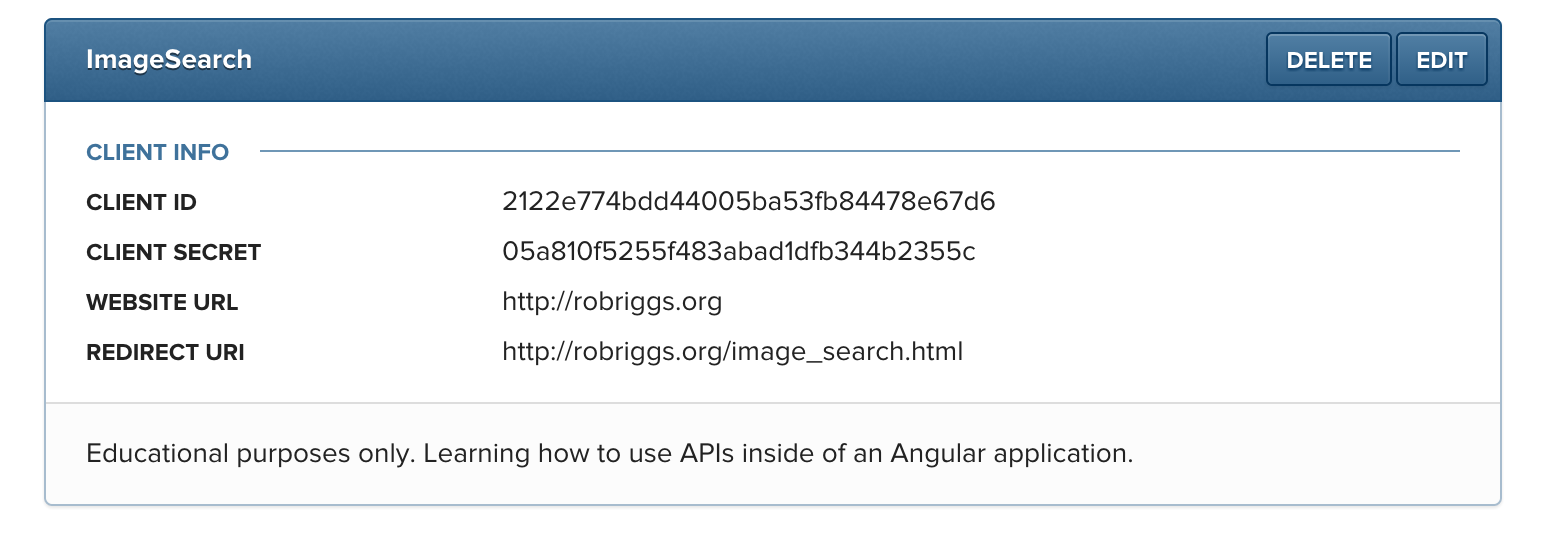 ImageSearch DELETE EDIT
CLIENT INFO
CLIENT ID 2122e774bdd44005ba53fb84478e67d6
CLIENT SECRET 05a810f5255f483abad1dfb344b2355c
WEBSITE URL http://robriggs.org
REDIRECT URI http://robriggs.org/image_search.html
Educational purposes only. Learning how to use APIs inside of an Angular application.